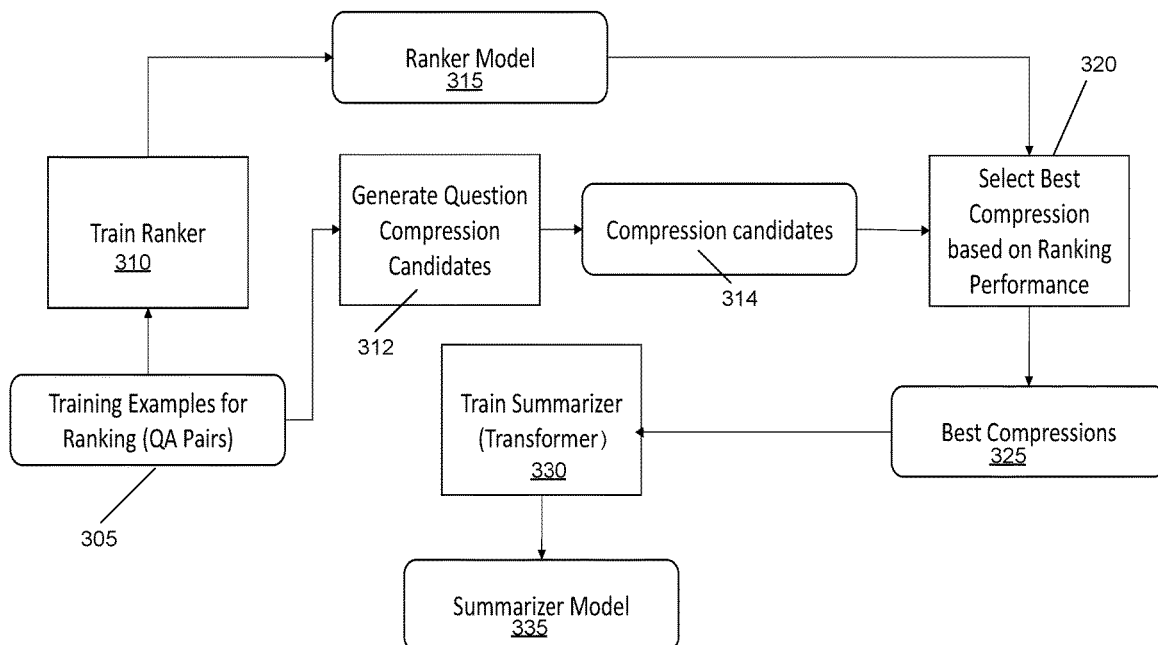 Ranker Model
315
320
Train Ranker
310
Generate Question
Compression
Candidates
312
Compression candidates
314
Select Best
Compression
based on Ranking
Performance
Training Examples for
Ranking (QA Pairs)
305
Train Summarizer
(Transformer)
330
Best Compressions
325
Summarizer Model
335